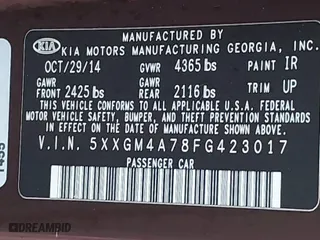 MANUFACTURED BY
KIA KIA MOTORS MANUFACTURING GEORGIA, INC.
OCT/29/14 GVWR 4365 lbs PAINT IR
GAWR GAWR
FRONT 2425 lbs REAR 2116 lbs TRIM UP
THIS VEHICLE CONFORMS TO ALL APPLICABLE U.S.A. FEDERAL
MOTOR VEHICLE SAFETY, BUMPER, AND THEFT PREVENTION STANDARDS
IN EFFECT ON THE DATE OF MANUFACTURE SHOWN ABOVE.
V.I.N. 5XXGM4A78FG423017
PASSENGER CAR
DREAMBID